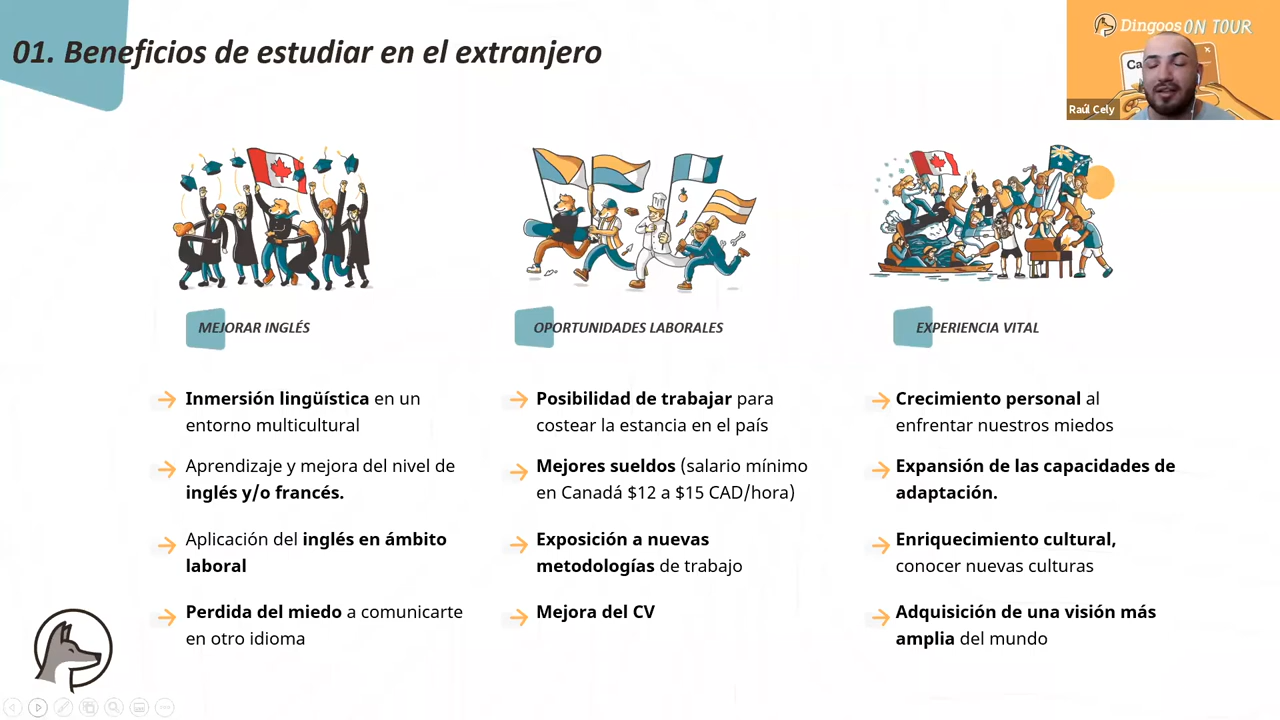 01. Beneficios de estudiar en el extranjero
Dingoos ON TOUR
Ca
Raúl Cely
MEJORAR INGLÉS
Inmersión lingüística en un
entorno multicultural
Aprendizaje y mejora del nivel de
inglés y/o francés.
Aplicación del inglés en ámbito
laboral
Perdida del miedo a comunicarte
en otro idioma
OPORTUNIDADES LABORALES
Posibilidad de trabajar para
costear la estancia en el país
Mejores sueldos (salario mínimo
en Canadá $12 a $15 CAD/hora)
Exposición a nuevas
metodologías de trabajo
Mejora del CV
EXPERIENCIA VITAL
Crecimiento personal al
enfrentar nuestros miedos
Expansión de las capacidades de
adaptación.
Enriquecimiento cultural,
conocer nuevas culturas
Adquisición de una visión más
amplia del mundo